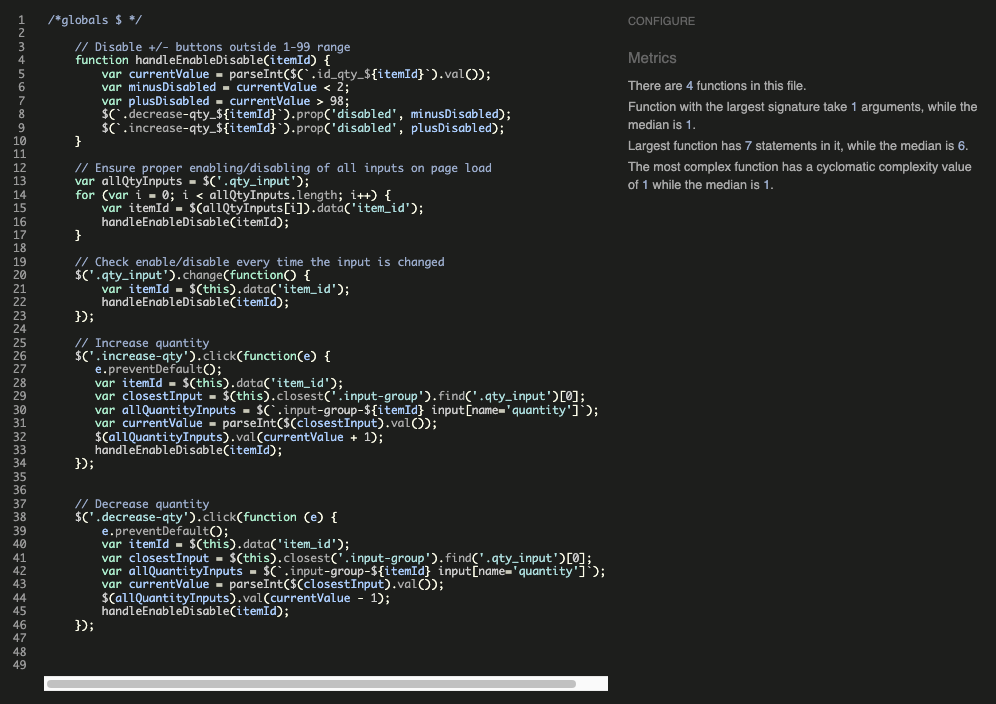 1 /*globals $ */
2
3 // Disable +/- buttons outside 1-99 range
4 function handleEnableDisable(itemId) {
5 var currentValue = parseInt($(`.id_qty_${itemId}`).val());
6 var minusDisabled = currentValue < 2;
7 var plusDisabled = currentValue > 98;
8 $(`.decrease-qty_${itemId}`).prop('disabled', minusDisabled);
9 $(`.increase-qty_${itemId}`).prop('disabled', plusDisabled);
10 }
11
12 // Ensure proper enabling/disabling of all inputs on page load
13 var allQtyInputs = $('.qty_input');
14 for (var i = 0; i < allQtyInputs.length; i++) {
15 var itemId = $(allQtyInputs[i]).data('item_id');
16 handleEnableDisable(itemId);
17 }
18
19 // Check enable/disable every time the input is changed
20 $('.qty_input').change(function() {
21 var itemId = $(this).data('item_id');
22 handleEnableDisable(itemId);
23 });
24
25 // Increase quantity
26 $('.increase-qty').click(function(e) {
27 e.preventDefault();
28 var itemId = $(this).data('item_id');
29 var closestInput = $(this).closest('.input-group').find('.qty_input')[0];
30 var allQuantityInputs = $(`.input-group-${itemId} input[name='quantity']`);
31 var currentValue = parseInt($(closestInput).val());
32 $(allQuantityInputs).val(currentValue + 1);
33 handleEnableDisable(itemId);
34 });
35
36
37 // Decrease quantity
38 $('.decrease-qty').click(function (e) {
39 e.preventDefault();
40 var itemId = $(this).data('item_id');
41 var closestInput = $(this).closest('.input-group').find('.qty_input')[0];
42 var allQuantityInputs = $(`.input-group-${itemId} input[name='quantity']`);
43 var currentValue = parseInt($(closestInput).val());
44 $(allQuantityInputs).val(currentValue - 1);
45 handleEnableDisable(itemId);
46 });
47
48
49
CONFIGURE
Metrics
There are 4 functions in this file.
Function with the largest signature take 1 arguments, while the
median is 1.
Largest function has 7 statements in it, while the median is 6.
The most complex function has a cyclomatic complexity value
of 1 while the median is 1.